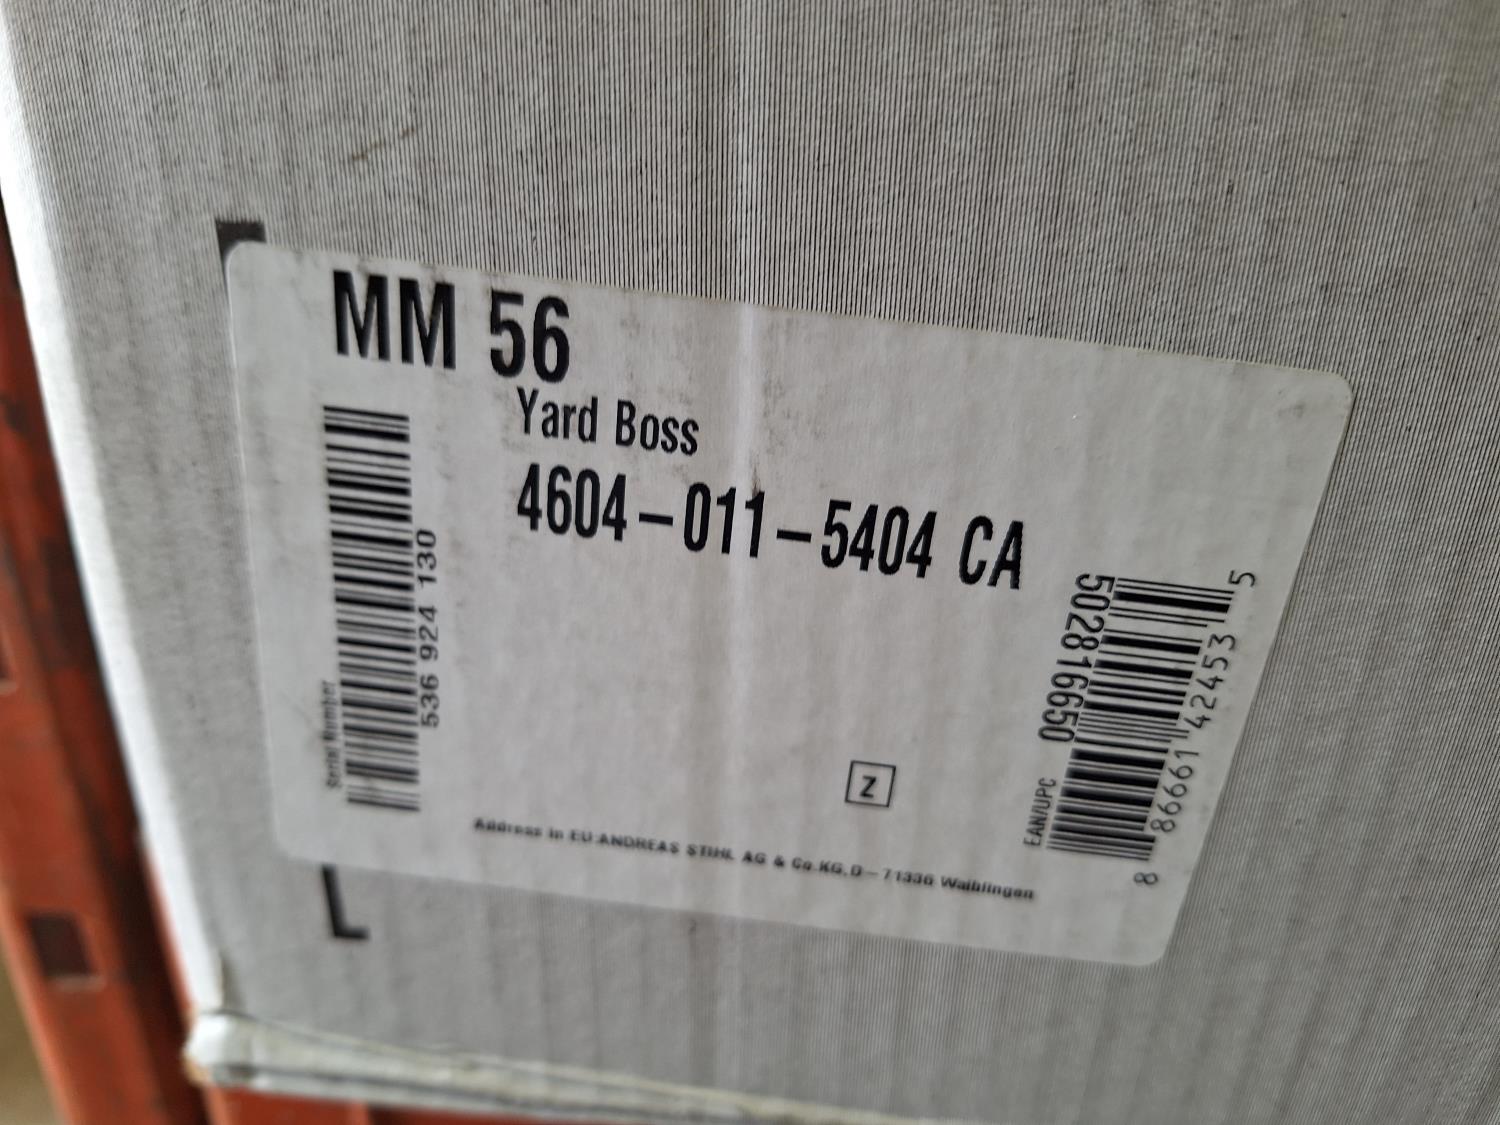 MM 56
Yard Boss
4604-011-5404 CA
Serial Number
536 924 130
502816650
EAN/UPC
8 86661 42453 5
Z
Address in EU:ANDREAS STIHL AG & Co.KG,D-71336 Waiblingen
L